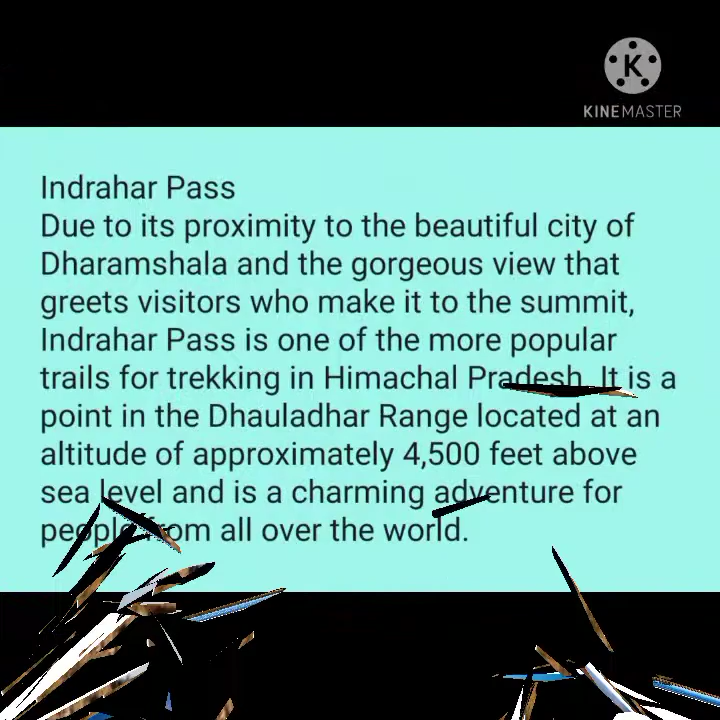 KINEMASTER
Indrahar Pass
Due to its proximity to the beautiful city of
Dharamshala and the gorgeous view that
greets visitors who make it to the summit,
Indrahar Pass is one of the more popular
trails for trekking in Himachal Pradesh. It is a
point in the Dhauladhar Range located at an
altitude of approximately 4,500 feet above
sea level and is a charming adventure for
people from all over the world.